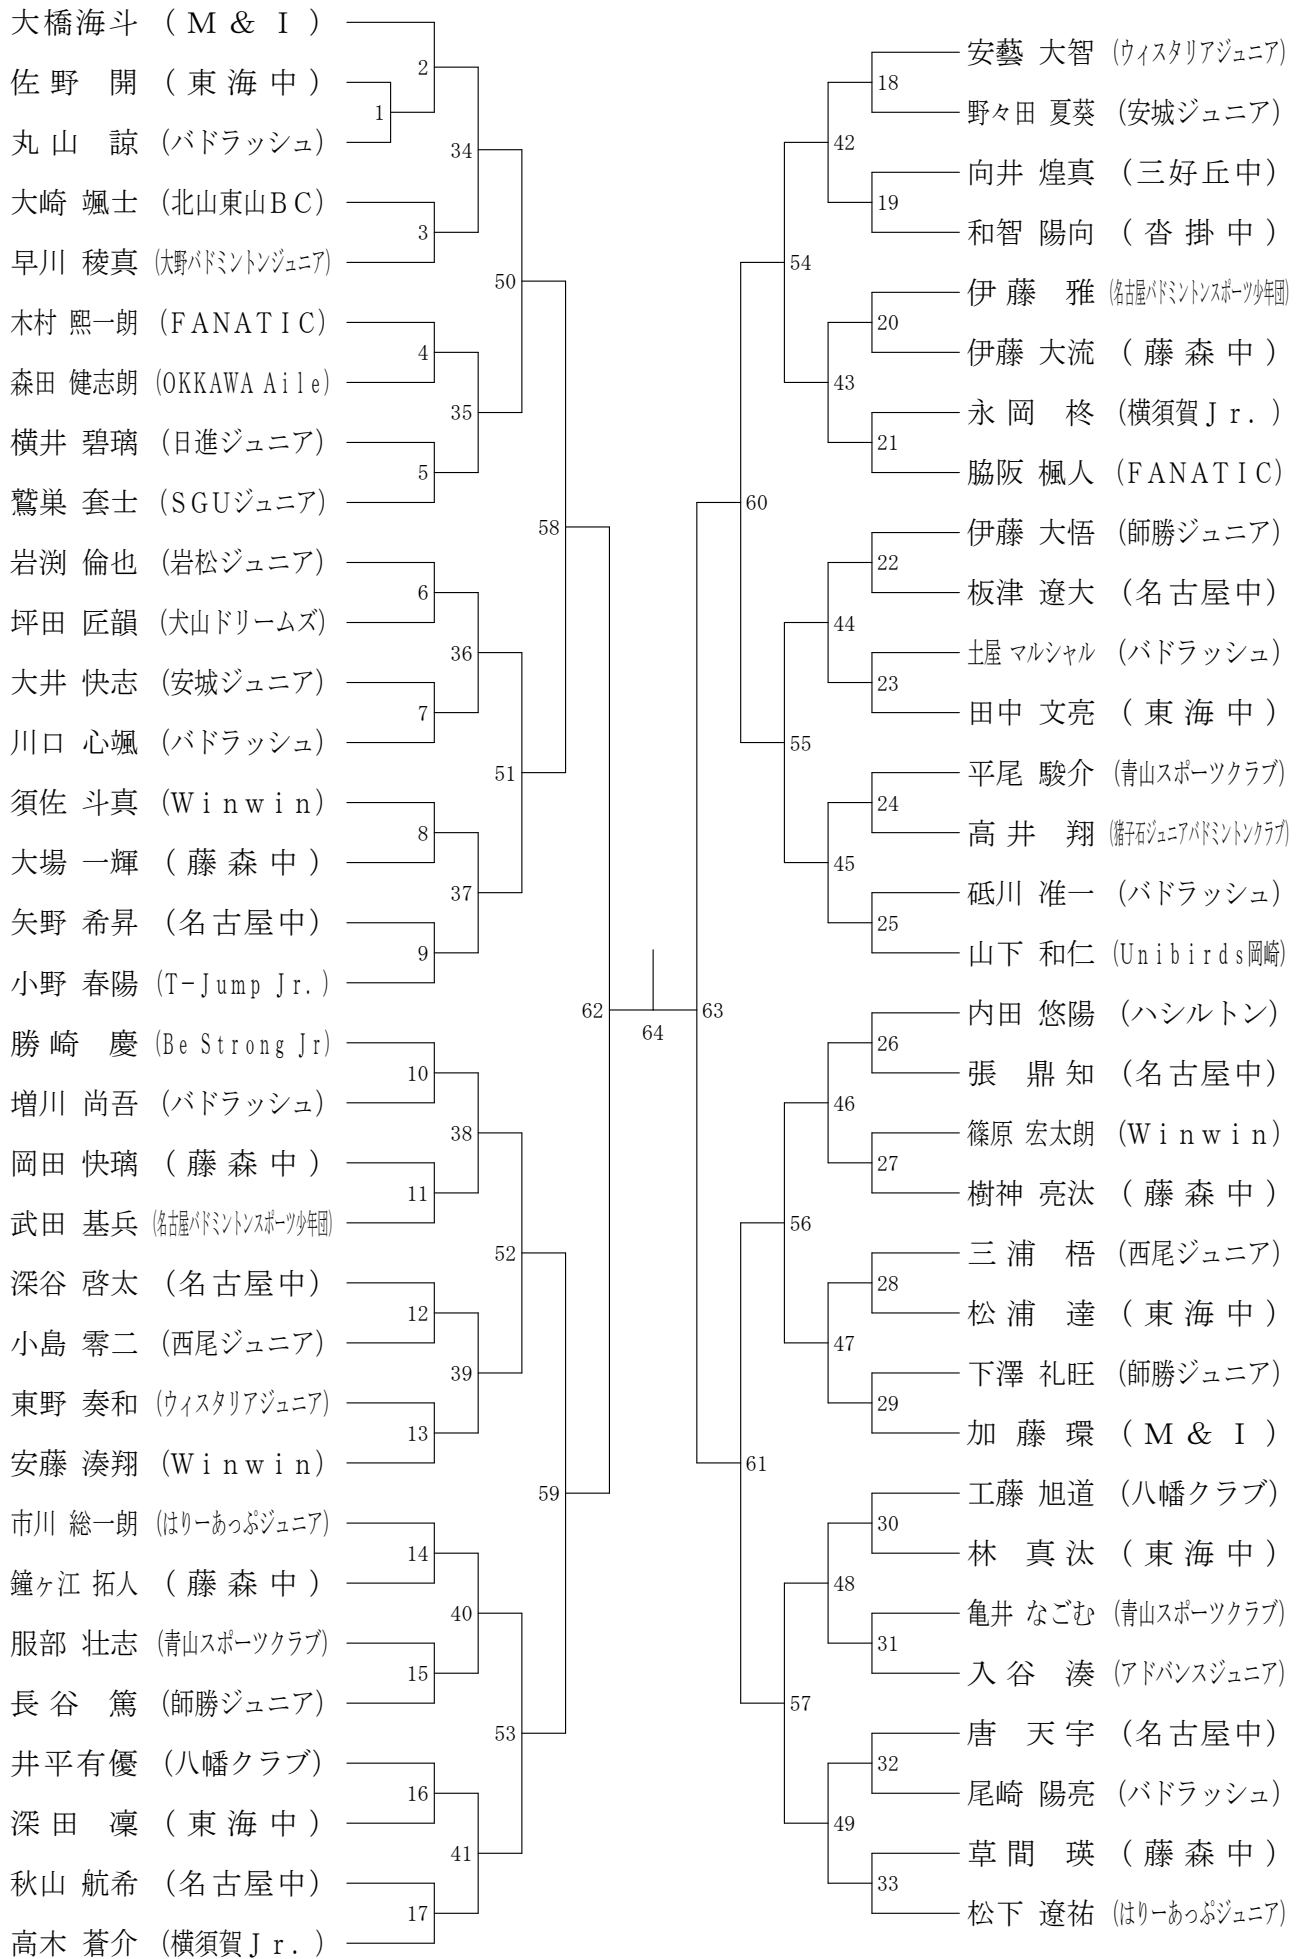 大橋海斗 (M & I)
佐野 開 (東海中)
丸山 諒 (バドラッシュ)
大崎 颯士 (北山東山BC)
早川 稜真 (大野バドミントンジュニア)
木村 熙一朗 (FANATIC)
森田 健志朗 (OKKAWA Aile)
横井 碧璃 (日進ジュニア)
鷲巣 套士 (SGUジュニア)
岩渕 倫也 (岩松ジュニア)
坪田 匠韻 (犬山ドリームズ)
大井 快志 (安城ジュニア)
川口 心颯 (バドラッシュ)
須佐 斗真 (Winwin)
大場 一輝 (藤森中)
矢野 希昇 (名古屋中)
小野 春陽 (T-Jump Jr.)
勝崎 慶 (Be Strong Jr)
増川 尚吾 (バドラッシュ)
岡田 快璃 (藤森中)
武田 基兵 (名古屋バドミントンスポーツ少年団)
深谷 啓太 (名古屋中)
小島 零二 (西尾ジュニア)
東野 奏和 (ウィスタリアジュニア)
安藤 湊翔 (Winwin)
市川 総一朗 (はりーあっぷジュニア)
鐘ヶ江 拓人 (藤森中)
服部 壮志 (青山スポーツクラブ)
長谷 篤 (師勝ジュニア)
井平有優 (八幡クラブ)
深田 凜 (東海中)
秋山 航希 (名古屋中)
高木 蒼介 (横須賀Jr.)
1
2
3
4
5
6
7
8
9
10
11
12
13
14
15
16
17
34
35
36
37
38
39
40
41
50
51
52
53
58
59
62
64
63
60
61
54
55
56
57
42
43
44
45
46
47
48
49
18
19
20
21
22
23
24
25
26
27
28
29
30
31
32
33
安藝 大智 (ウィスタリアジュニア)
野々田 夏葵 (安城ジュニア)
向井 煌真 (三好丘中)
和智 陽向 (沓掛中)
伊藤 雅 (名古屋バドミントンスポーツ少年団)
伊藤 大流 (藤森中)
永岡 柊 (横須賀Jr.)
脇阪 楓人 (FANATIC)
伊藤 大悟 (師勝ジュニア)
板津 遼大 (名古屋中)
土屋 マルシャル (バドラッシュ)
田中 文亮 (東海中)
平尾 駿介 (青山スポーツクラブ)
高井 翔 (猪子石ジュニアバドミントンクラブ)
砥川 准一 (バドラッシュ)
山下 和仁 (Unibirds岡崎)
内田 悠陽 (ハシルトン)
張 鼎知 (名古屋中)
篠原 宏太朗 (Winwin)
樹神 亮汰 (藤森中)
三浦 梧 (西尾ジュニア)
松浦 達 (東海中)
下澤 礼旺 (師勝ジュニア)
加藤 環 (M & I)
工藤 旭道 (八幡クラブ)
林 真汰 (東海中)
亀井 なごむ (青山スポーツクラブ)
入谷 湊 (アドバンスジュニア)
唐 天宇 (名古屋中)
尾崎 陽亮 (バドラッシュ)
草間 瑛 (藤森中)
松下 遼祐 (はりーあっぷジュニア)